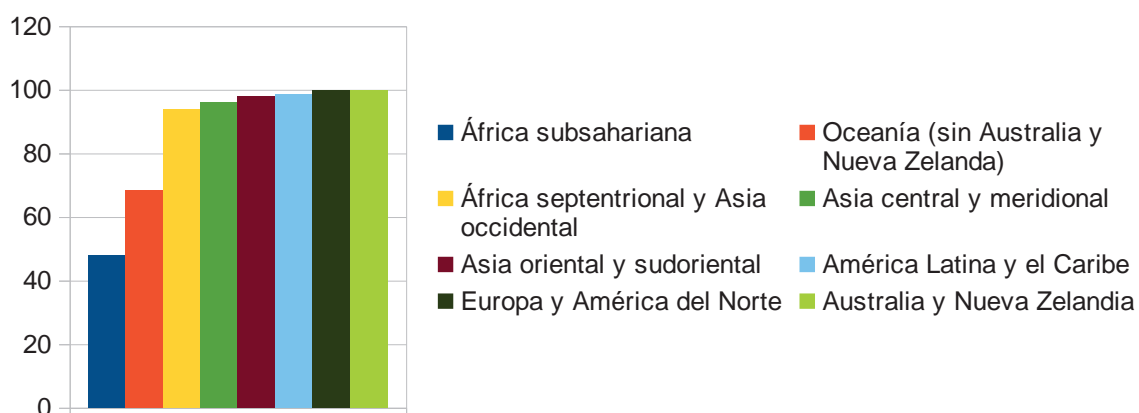 120
100
80
60
40
20
0
África subsahariana
Oceanía (sin Australia y
Nueva Zelanda)
África septentrional y Asia
occidental
Asia central y meridional
Asia oriental y sudoriental
América Latina y el Caribe
Europa y América del Norte
Australia y Nueva Zelandia